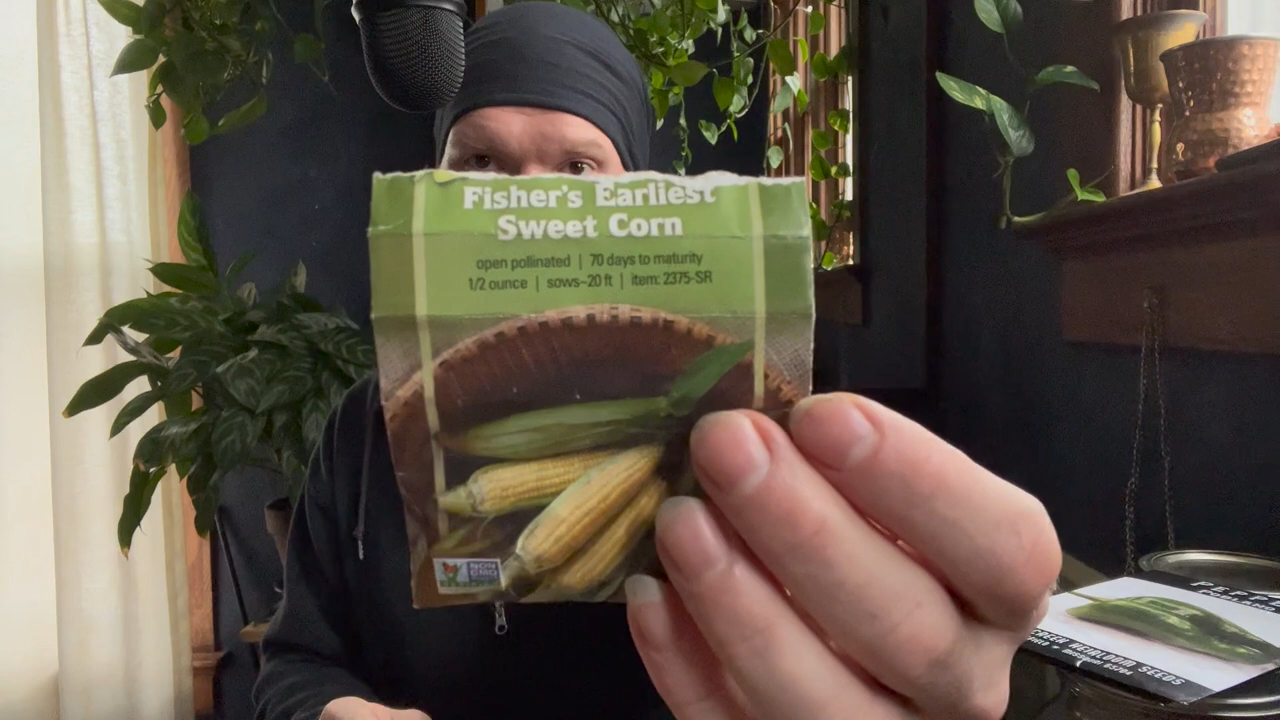 Fisher's Earliest
Sweet Corn
open pollinated | 70 days to maturity
1/2 ounce | sows~20 ft | item: 2375-SR
NON
GMO
CREEK HEIRLOOM SEEDS